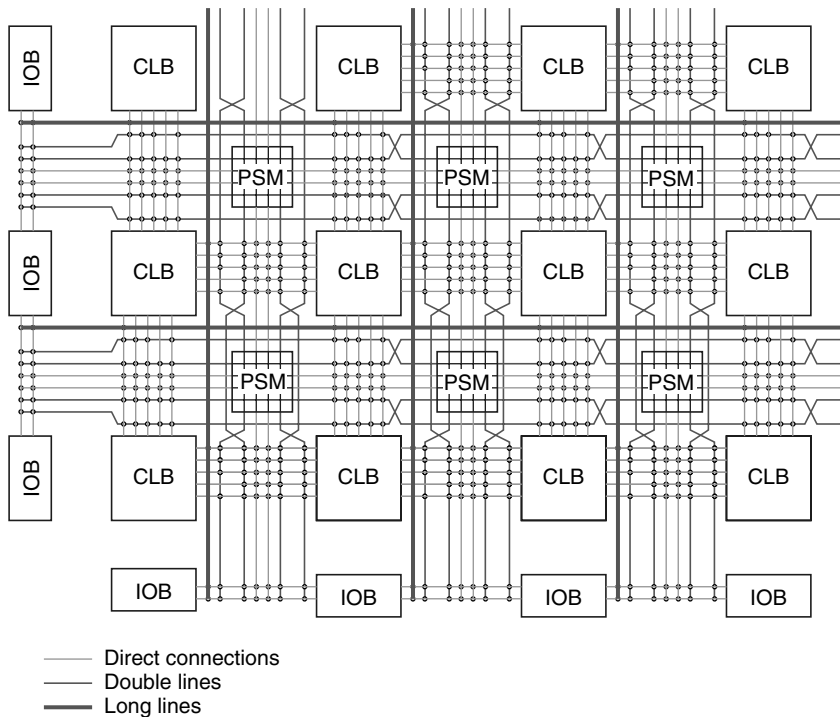 IOB CLB CLB CLB CLB
PSM PSM PSM
IOB CLB CLB CLB CLB
PSM PSM PSM
IOB CLB CLB CLB CLB
IOB IOB IOB IOB
Direct connections
Double lines
Long lines